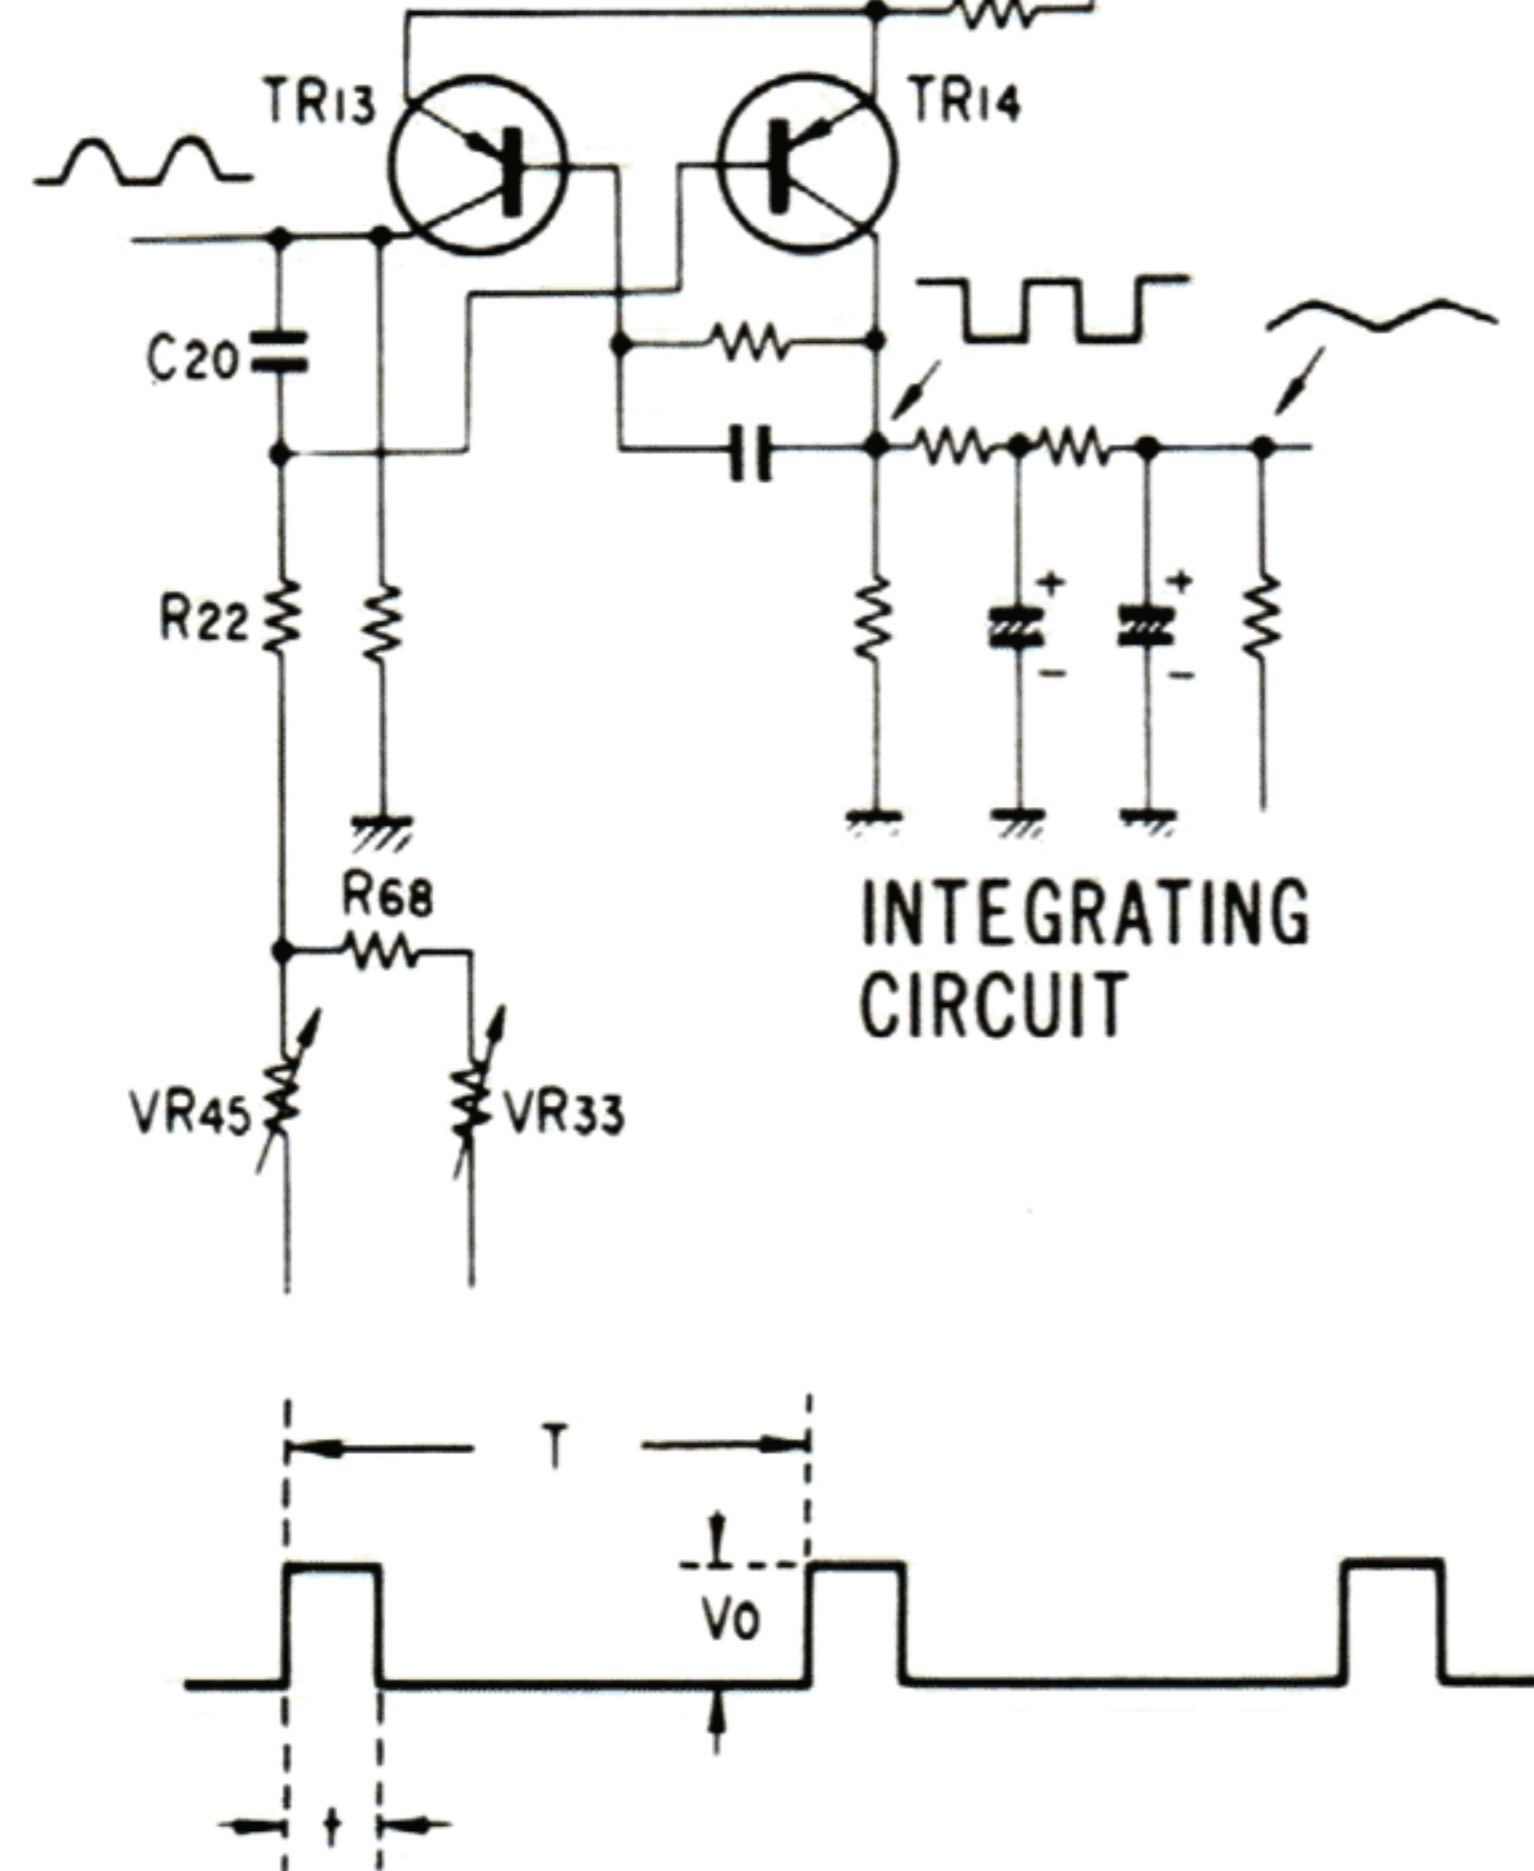 TR13
TR14
C20
R22
+
+
−
−
R68
INTEGRATING
CIRCUIT
VR45
VR33
T
Vo
t